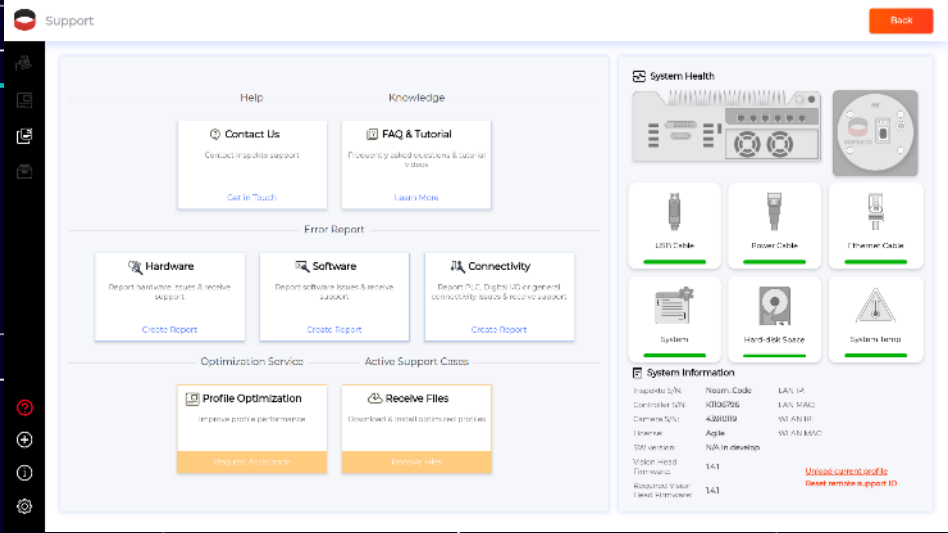 Support
Back
Help
Knowledge
Contact Us
Contact Inspekto support
Get in Touch
FAQ & Tutorial
Frequently asked questions & tutorial
videos
Learn More
Error Report
Hardware
Report hardware issues & receive
support
Create Report
Software
Report software issues & receive
support
Create Report
Connectivity
Report PLC, Digital I/O or general
connectivity issues & receive support
Create Report
Optimization Service
Active Support Cases
Profile Optimization
Improve profile performance
Request Assistance
Receive Files
Download & install optimized profiles
Receive Files
System Health
INSPEKTO
USB Cable
Power Cable
Ethernet Cable
System
Hard-disk Space
System Temp
System Information
Inspekto S/N: Noam_Code LAN IP:
Controller S/N: K1106796 LAN MAC:
Camera S/N: WLAN IP:
License: Agile WLAN MAC:
SW version: N/A in develop
Vision Head
Firmware: 1.4.1
Required Vision
Head Firmware: 1.4.1
Unload current profile
Reset remote support ID